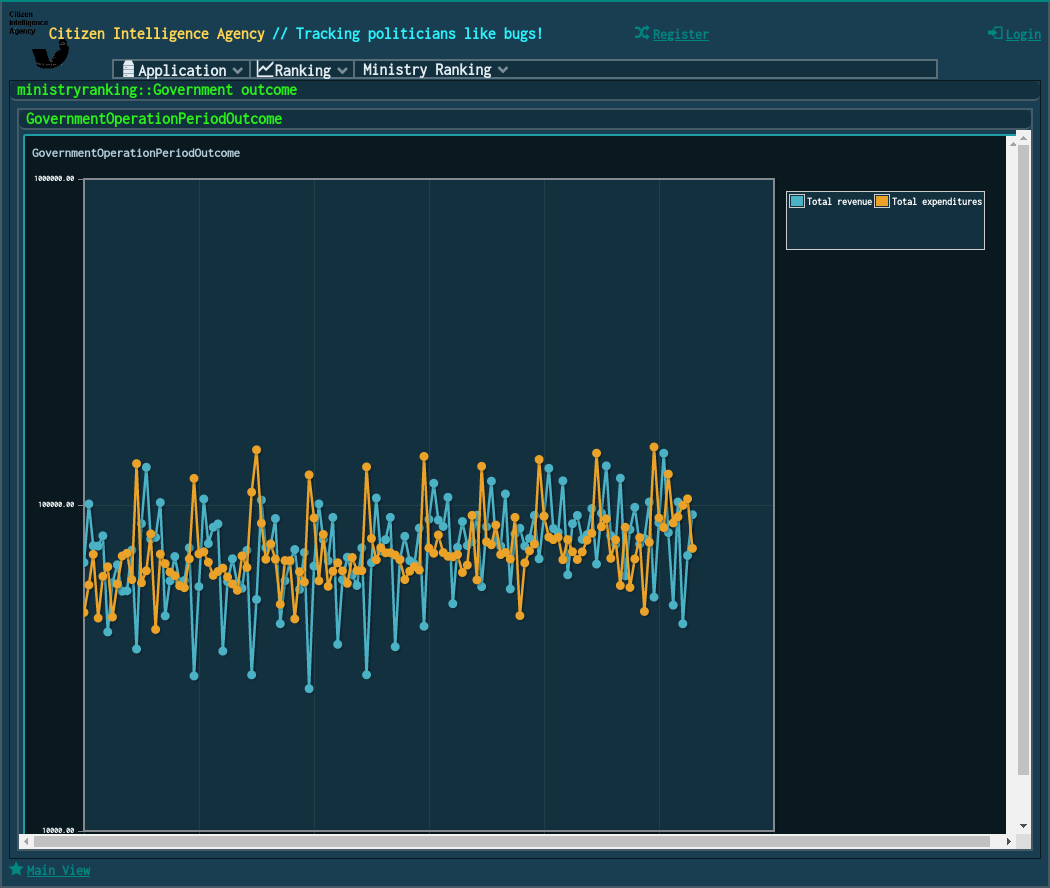 Citizen
Intelligence
Agency
Citizen Intelligence Agency // Tracking politicians like bugs!
Register
Login
Application
Ranking
Ministry Ranking
ministryranking::Government outcome
GovernmentOperationPeriodOutcome
GovernmentOperationPeriodOutcome
1000000.00
Total revenue
Total expenditures
100000.00
10000.00
Main View